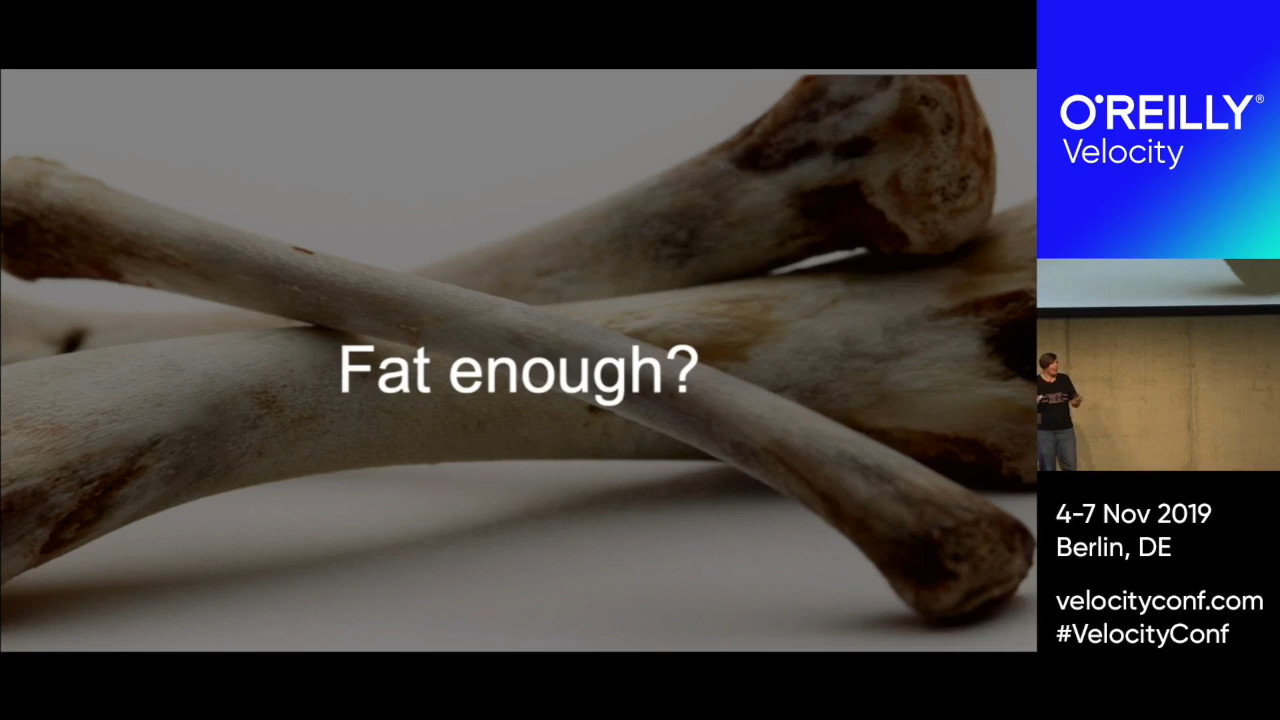 Fat enough?
O'REILLY®
Velocity
4-7 Nov 2019
Berlin, DE
velocityconf.com
#VelocityConf